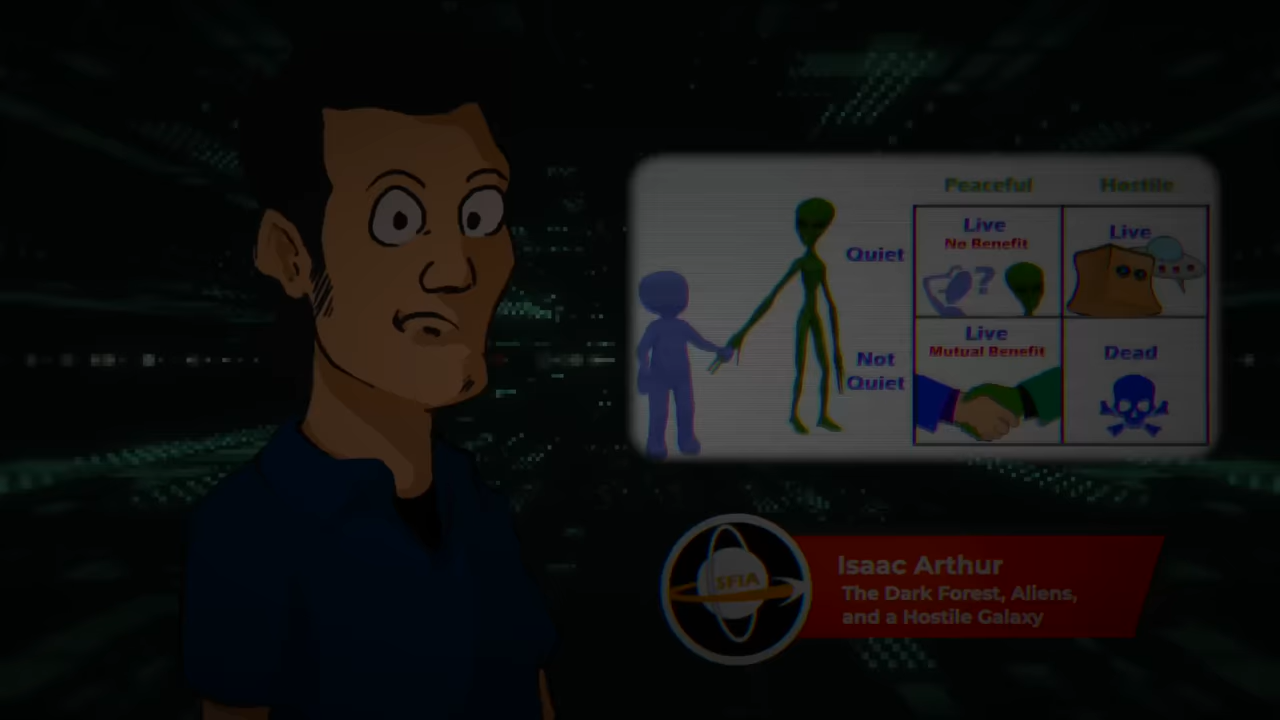 Peaceful Hostile
Live
No Benefit
Live
Quiet
?
Live
Mutual Benefit
Dead
Not
Quiet
SFIA
Isaac Arthur
The Dark Forest, Aliens,
and a Hostile Galaxy